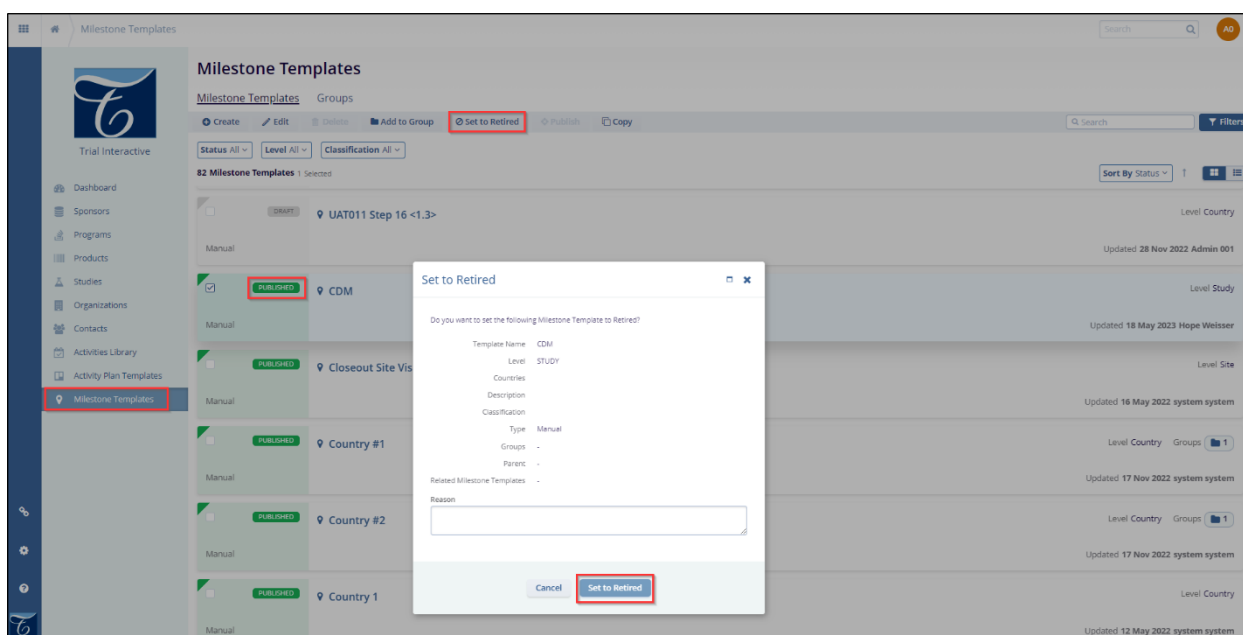 Milestone Templates
Search
AO
Trial Interactive
Dashboard
Sponsors
Programs
Products
Studies
Organizations
Contacts
Activities Library
Activity Plan Templates
Milestone Templates
Milestone Templates
Milestone Templates Groups
Create Edit Delete Add to Group Set to Retired Publish Copy Search Filters
Status All Level All Classification All
82 Milestone Templates 1 Selected Sort By Status
DRAFT UAT011 Step 16 <1.3> Level Country
Manual Updated 28 Nov 2022 Admin 001
PUBLISHED CDM Level Study
Manual Updated 18 May 2023 Hope Weisser
PUBLISHED Closeout Site Vis Level Site
Manual Updated 16 May 2022 system system
PUBLISHED Country #1 Level Country Groups 1
Manual Updated 17 Nov 2022 system system
PUBLISHED Country #2 Level Country Groups 1
Manual Updated 17 Nov 2022 system system
PUBLISHED Country 1 Level Country
Manual Updated 12 May 2022 system system
Set to Retired
Do you want to set the following Milestone Template to Retired?
Template Name CDM
Level STUDY
Countries
Description
Classification
Type Manual
Groups -
Parent -
Related Milestone Templates -
Reason
Cancel Set to Retired